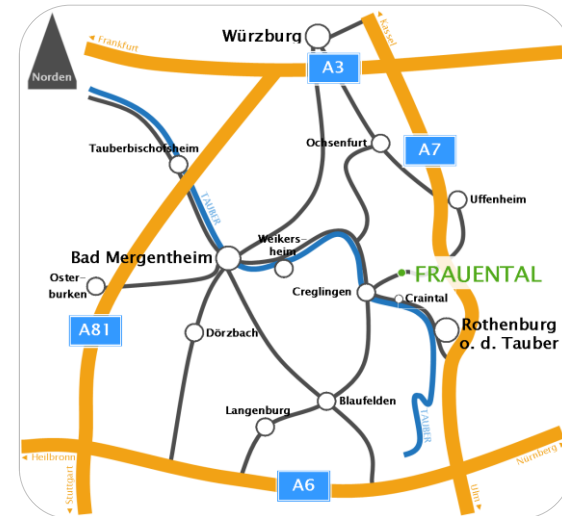 Würzburg
Kassel
Frankfurt
A3
Norden
Ochsenfurt
A7
Tauberbischofsheim
TAUBER
Uffenheim
Weikers-
heim
Bad Mergentheim
FRAUENTAL
Oster-
burken
Creglingen
Craintal
A81
Dörzbach
Rothenburg
o. d. Tauber
Blaufelden
Langenburg
TAUBER
Heilbronn
Stuttgart
A6
Ulm
Nürnberg